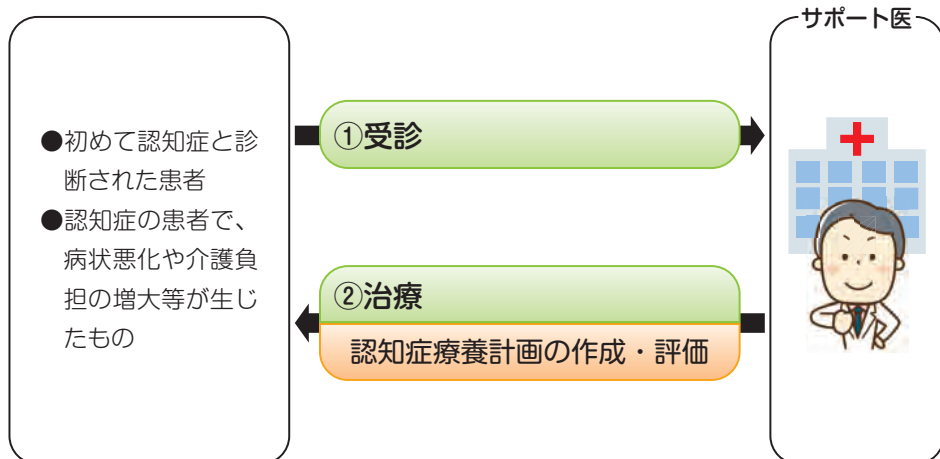 サポート医
●初めて認知症と診
断された患者
●認知症の患者で、
病状悪化や介護負
担の増大等が生じ
たもの
①受診
②治療
認知症療養計画の作成・評価